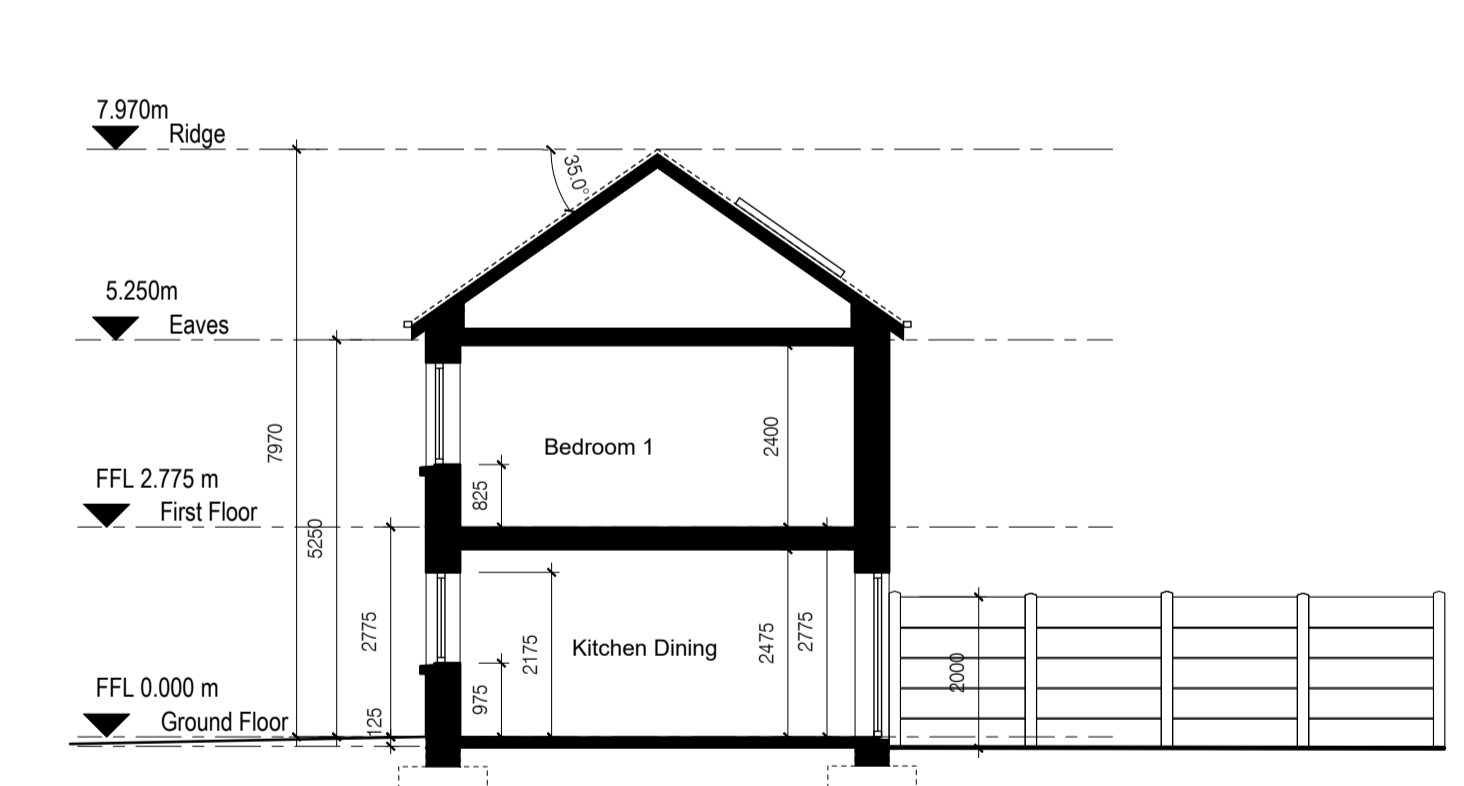 7.970m
Ridge
35.0°
5.250m
Eaves
7970
Bedroom 1
2400
FFL 2.775 m
First Floor
825
5250
2775
2175
Kitchen Dining
2475
2775
2000
FFL 0.000 m
Ground Floor
975
125